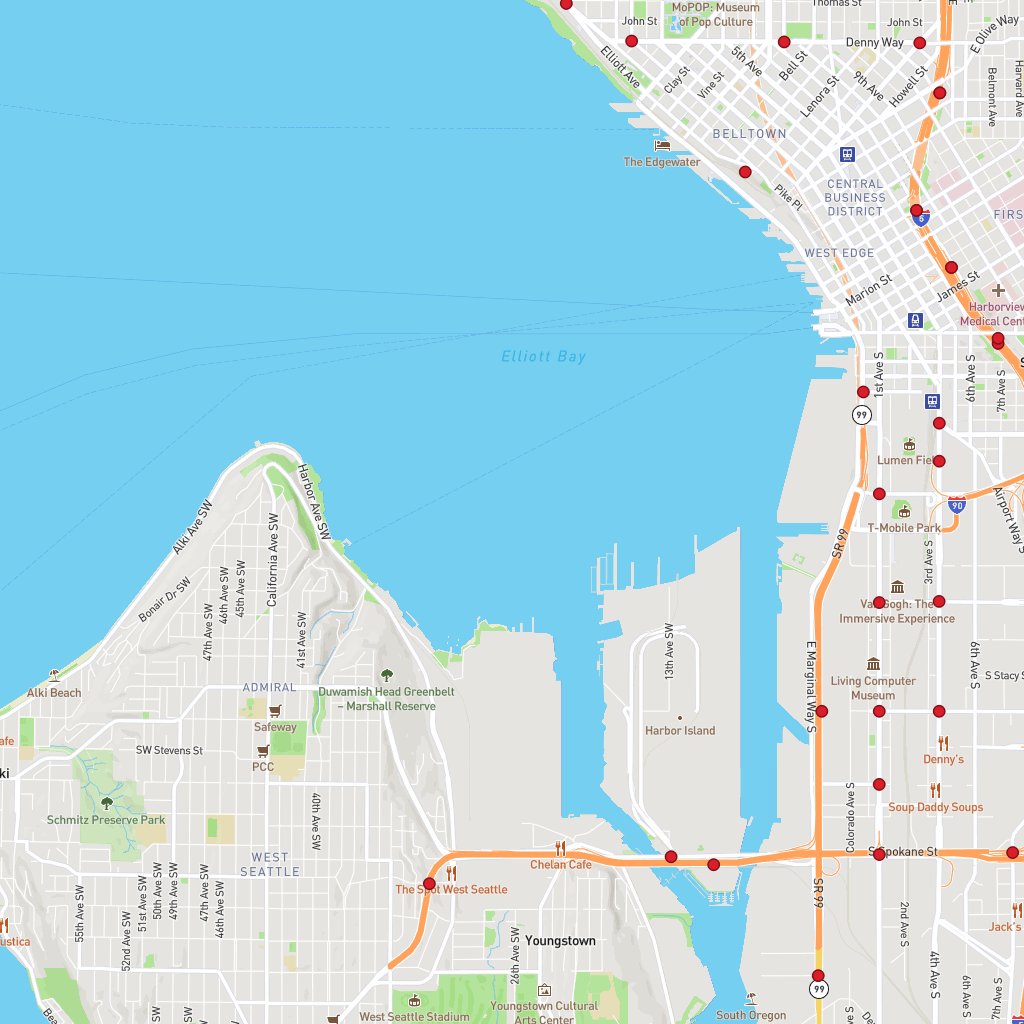 Thomas St
MoPOP: Museum
of Pop Culture
John St
John St
E Olive Way
Denny Way
Elliott Ave
5th Ave
Bell St
Clay St
Vine St
9th Ave
Howell St
Lenora St
Belmont Ave
Harvard Ave
BELLTOWN
The Edgewater
Pike Pl
CENTRAL
BUSINESS
DISTRICT
FIRS
5
WEST EDGE
Marion St
James St
Harborview
Medical Cent
Elliott Bay
1st Ave S
6th Ave S
7th Ave S
S
99
Lumen Field
Harbor Ave SW
Alki Ave SW
California Ave SW
T-Mobile Park
90
Airport Way S
SR 99
3rd Ave S
Bonair Dr SW
47th Ave SW
46th Ave SW
45th Ave SW
41st Ave SW
Van Gogh: The
Immersive Experience
13th Ave SW
E Marginal Way S
6th Ave S
S Stacy S
Living Computer
Museum
Alki Beach
ADMIRAL
Duwamish Head Greenbelt
– Marshall Reserve
Safeway
Harbor Island
afe
SW Stevens St
PCC
ki
Denny's
Soup Daddy Soups
Schmitz Preserve Park
40th Ave SW
Colorado Ave S
S Spokane St
WEST
SEATTLE
Chelan Cafe
The Spot West Seattle
55th Ave SW
52nd Ave SW
51st Ave SW
50th Ave SW
49th Ave SW
47th Ave SW
46th Ave SW
SR 99
2nd Ave S
Jack's
ustica
Youngstown
26th Ave SW
4th Ave S
6th Ave S
7th Ave S
99
West Seattle Stadium
Youngstown Cultural
Arts Center
South Oregon
Bea
SW
SW
SW
S
De